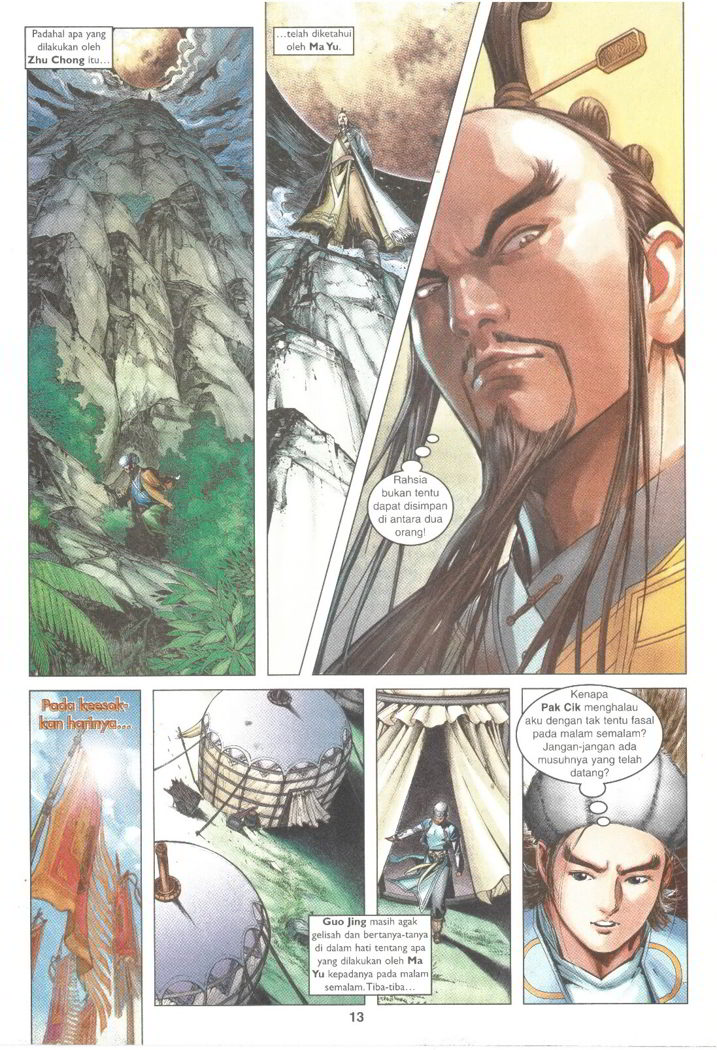 Padahal apa yang
dilakukan oleh
Zhu Chong itu...
...telah diketahui
oleh Ma Yu.
Rahsia
bukan tentu
dapat disimpan
di antara dua
orang!
Pada keesok-
kan harinya...
Guo Jing masih agak
gelisah dan bertanya-tanya
di dalam hati tentang apa
yang dilakukan oleh Ma
Yu kepadanya pada malam
semalam. Tiba-tiba...
Kenapa
Pak Cik menghalau
aku dengan tak tentu fasal
pada malam semalam?
Jangan-jangan ada
musuhnya yang telah
datang?
13